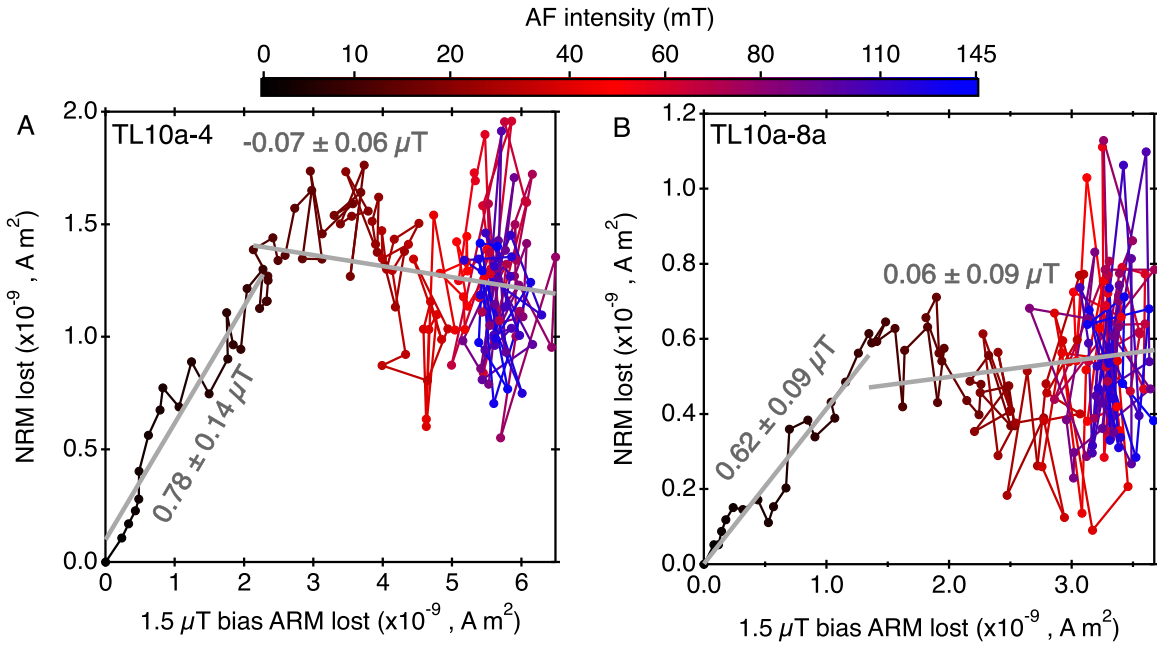 AF intensity (mT)
0 10 20 40 60 80 110 145
A TL10a-4
-0.07 ± 0.06 µT
0.78 ± 0.14 µT
2.0
1.5
1.0
0.5
0.0
NRM lost (x10⁻⁹ , A m²)
0 1 2 3 4 5 6
1.5 µT bias ARM lost (x10⁻⁹ , A m²)
B TL10a-8a
0.06 ± 0.09 µT
0.62 ± 0.09 µT
1.2
1.0
0.8
0.6
0.4
0.2
0.0
NRM lost (x10⁻⁹ , A m²)
0.0 1.0 2.0 3.0
1.5 µT bias ARM lost (x10⁻⁹ , A m²)